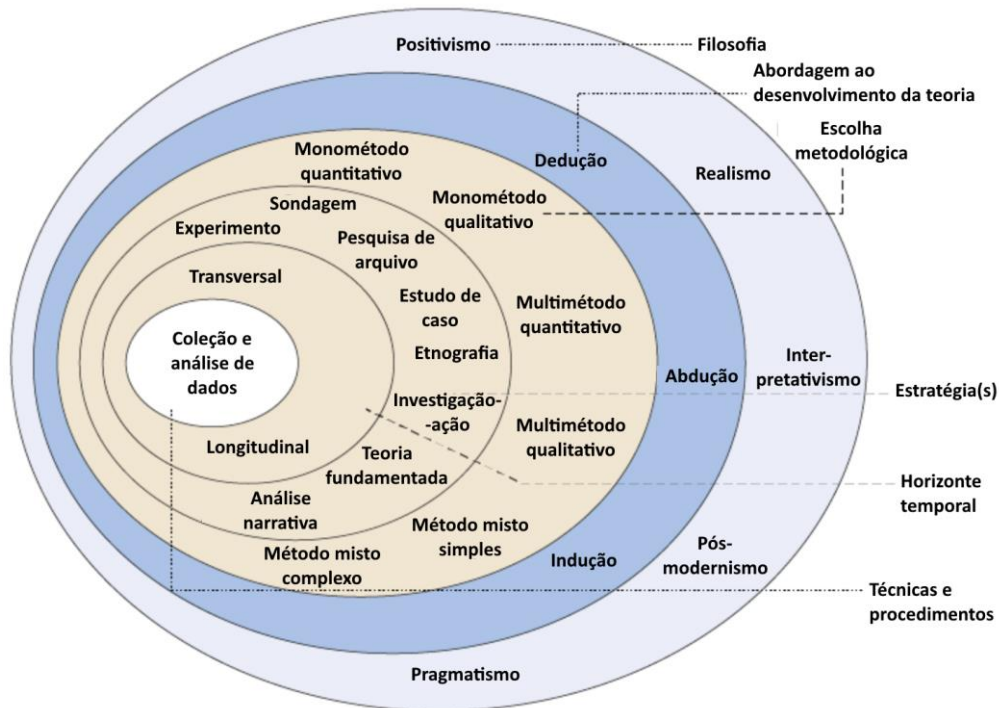 Positivismo
Filosofia
Abordagem ao
desenvolvimento da teoria
Escolha
metodológica
Dedução
Realismo
Monométodo
quantitativo
Monométodo
qualitativo
Sondagem
Experimento
Pesquisa de
arquivo
Transversal
Estudo de
caso
Multimétodo
quantitativo
Coleção e
análise de
dados
Etnografia
Inter-
pretativismo
Abdução
Estratégia(s)
Investigação-
-ação
Multimétodo
qualitativo
Longitudinal
Teoria
fundamentada
Horizonte
temporal
Análise
narrativa
Método misto
simples
Método misto
complexo
Indução
Pós-
modernismo
Técnicas e
procedimentos
Pragmatismo